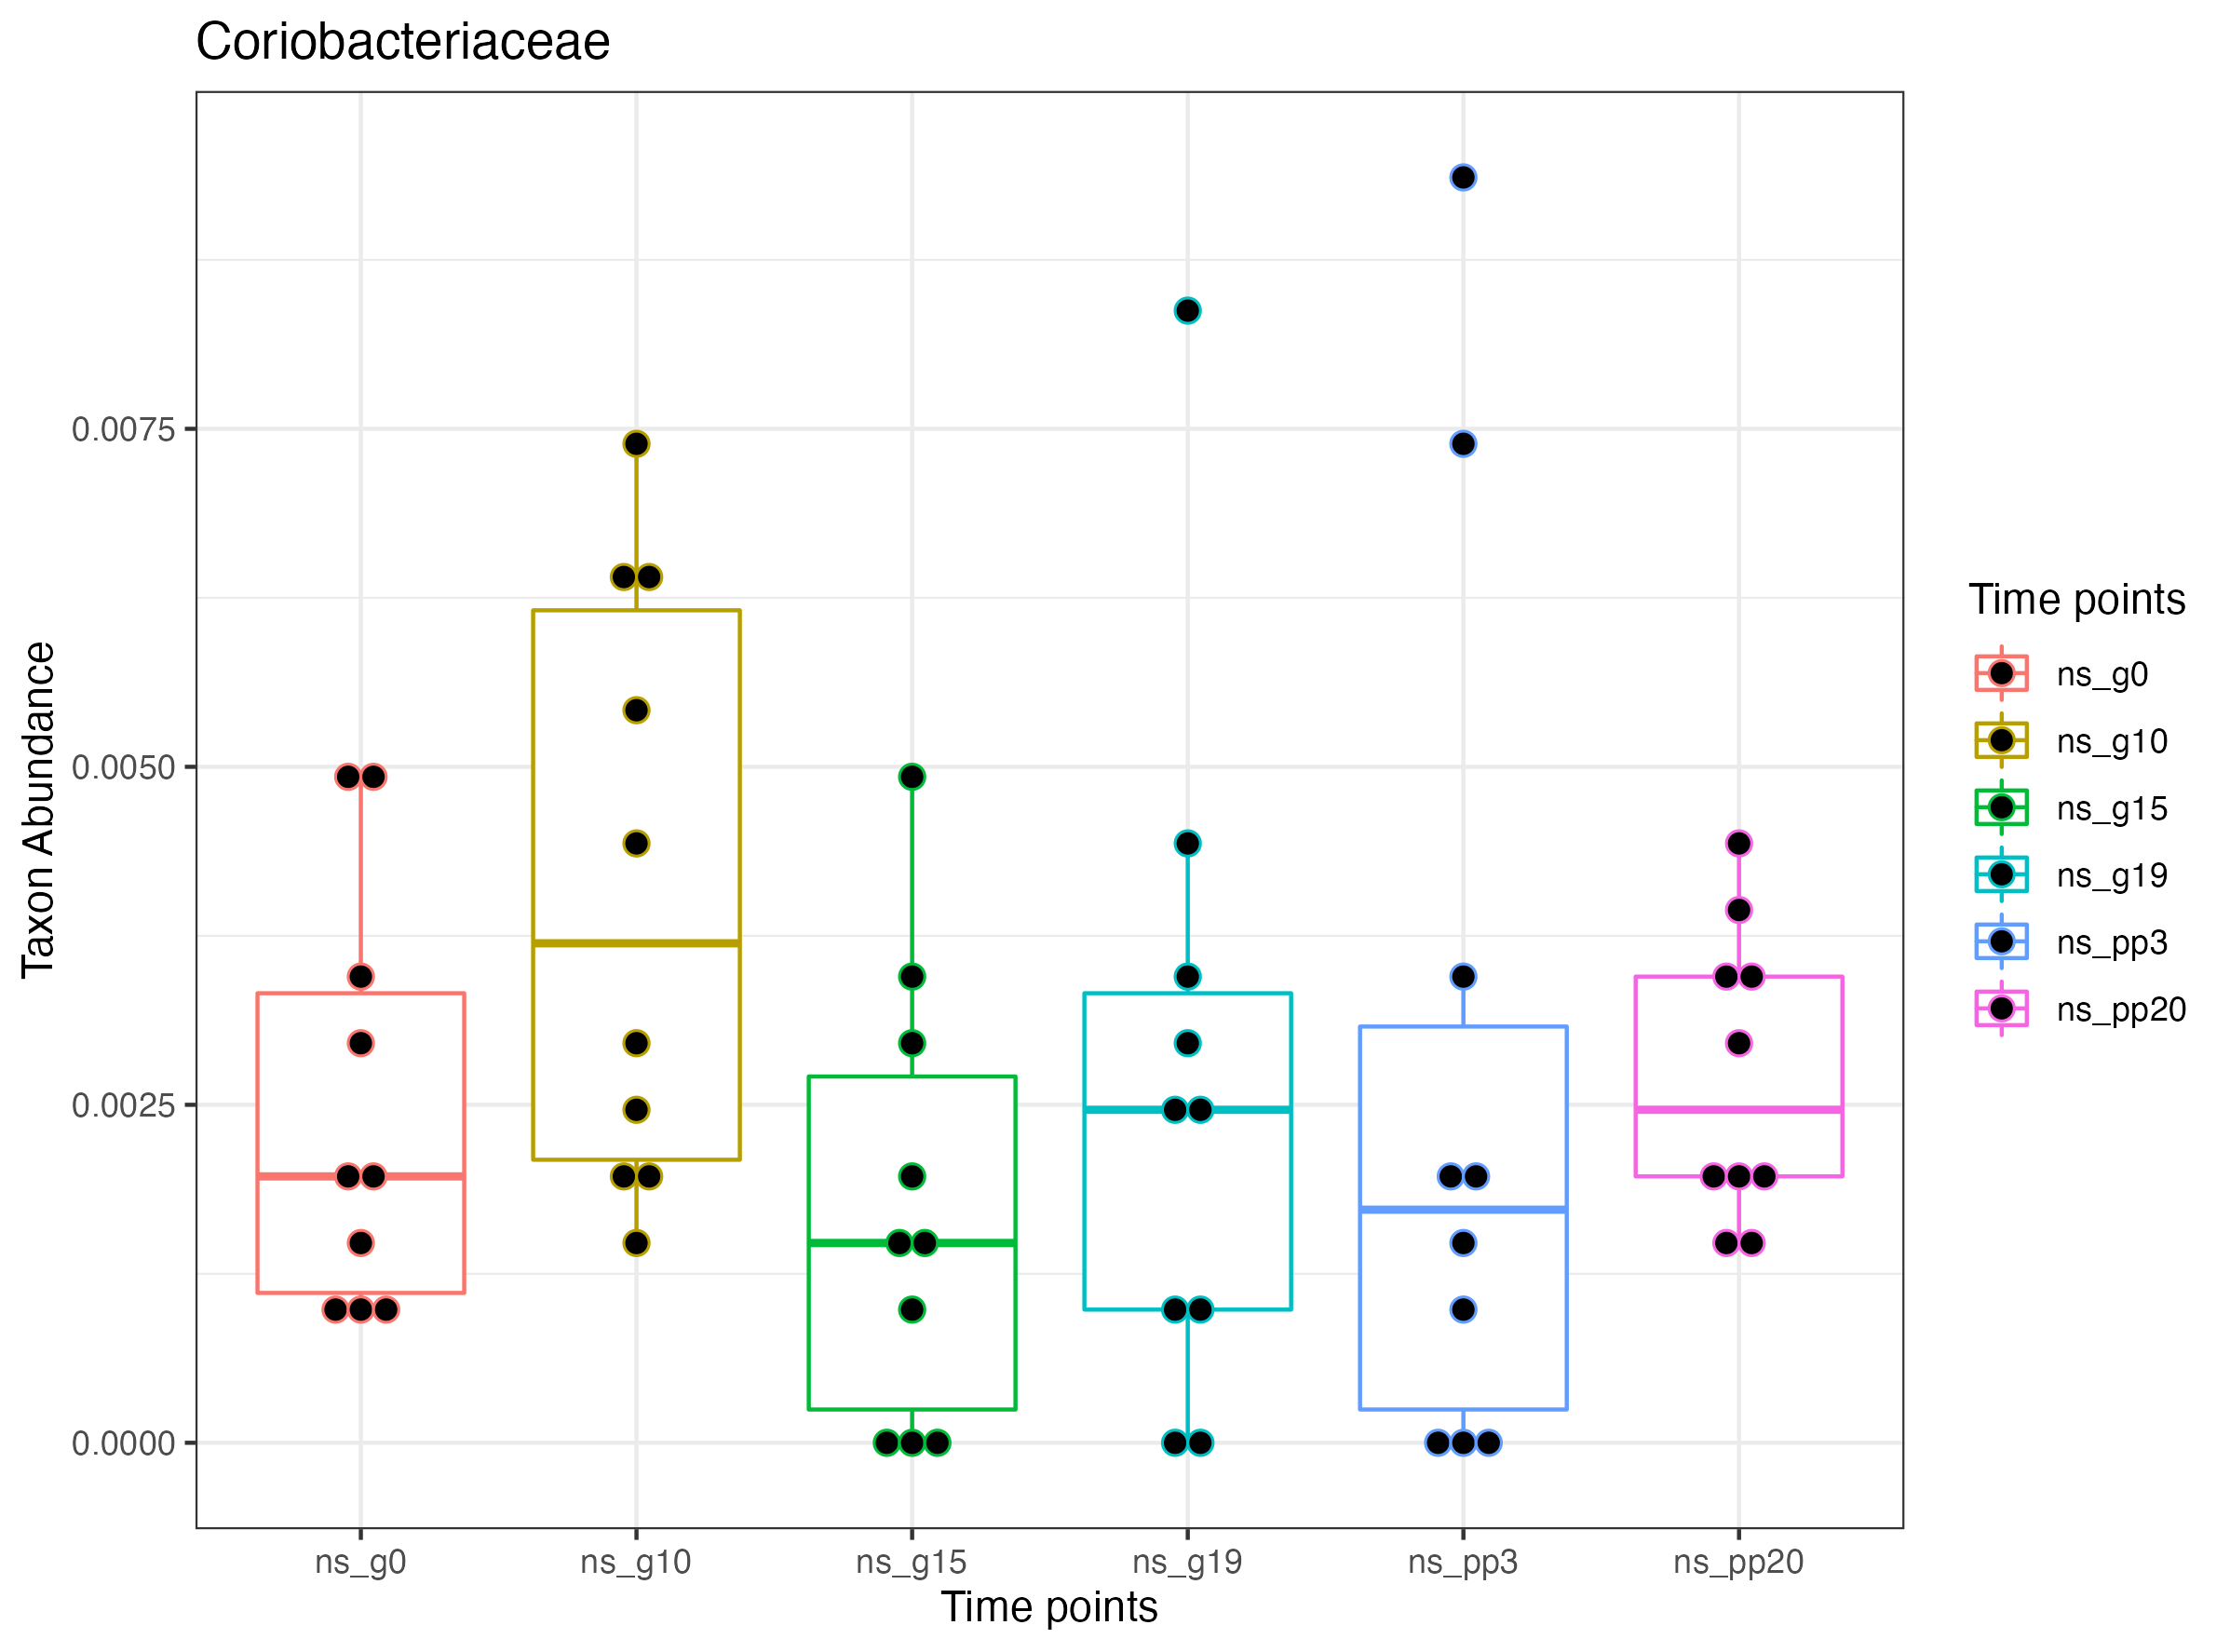 Coriobacteriaceae
Taxon Abundance
0.0075
0.0050
0.0025
0.0000
ns_g0
ns_g10
ns_g15
ns_g19
ns_pp3
ns_pp20
Time points
Time points
ns_g0
ns_g10
ns_g15
ns_g19
ns_pp3
ns_pp20